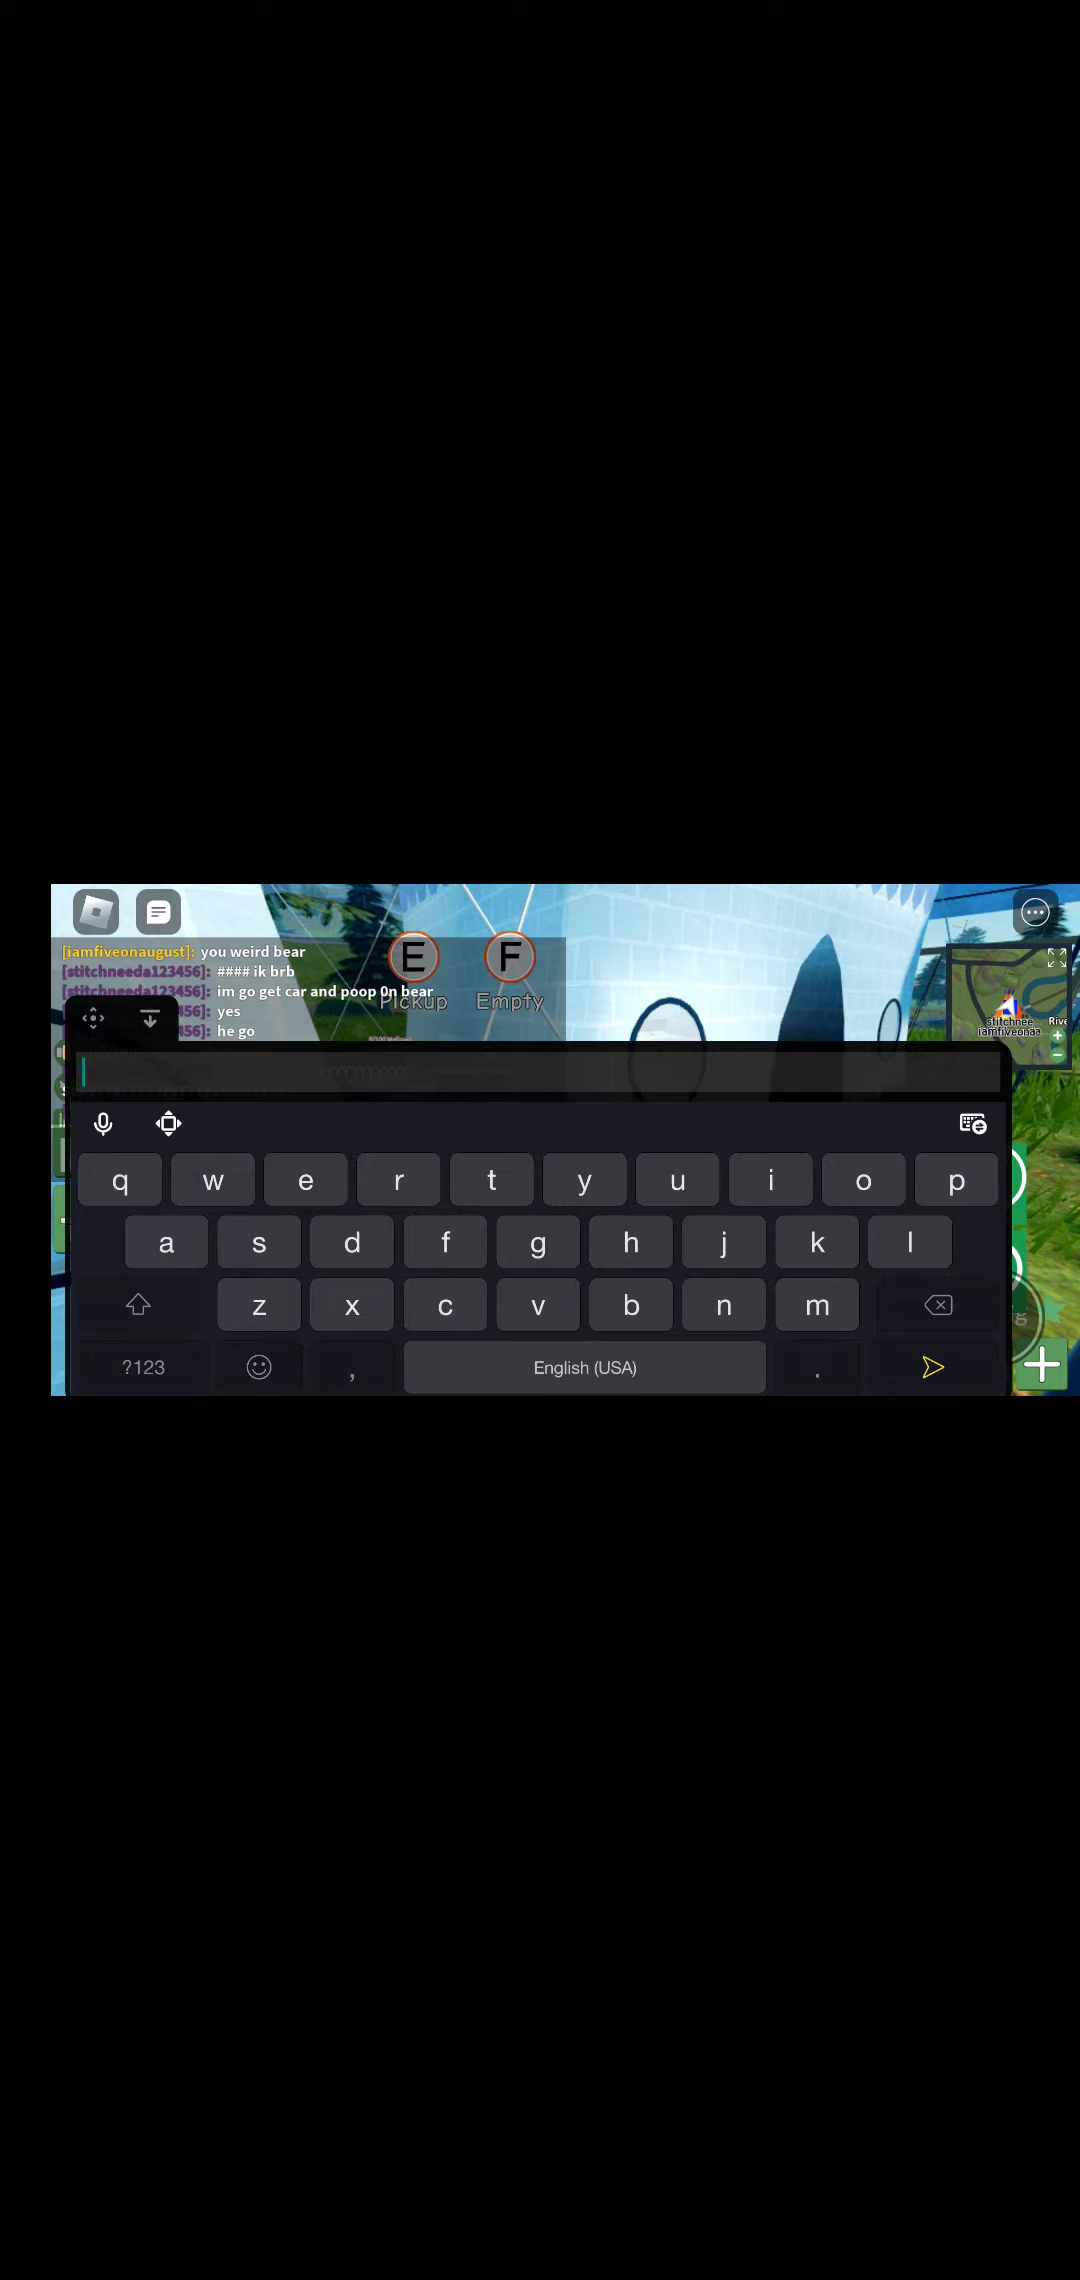 [iamfiveonaugust]: you weird bear
[stitchneeda123456]: #### ik brb
[stitchneeda123456]: im go get car and poop 0n bear
456]: yes
456]: he go
E F
Pickup Empty
stitchnee
iamfiveonaa
Rive
+
−
q w e r t y u i o p
a s d f g h j k l
z x c v b n m
?123 , English (USA) .